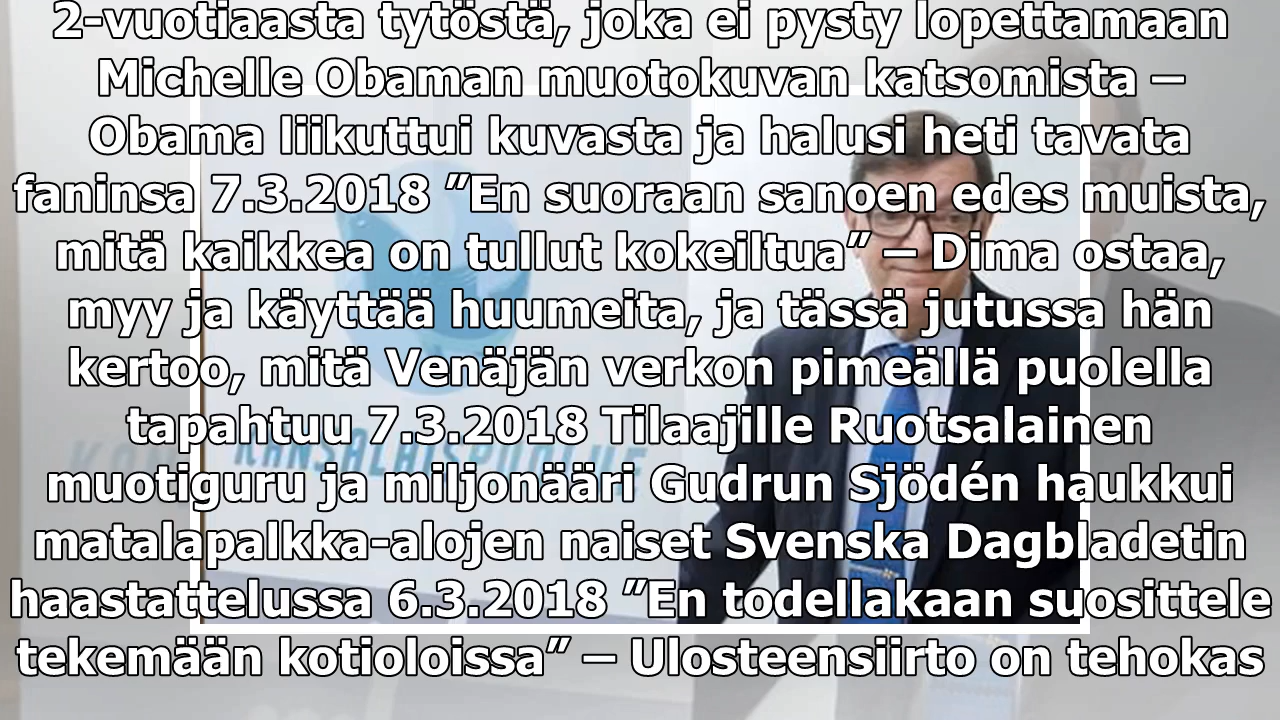 2-vuotiaasta tytöstä, joka ei pysty lopettamaan
Michelle Obaman muotokuvan katsomista –
Obama liikuttui kuvasta ja halusi heti tavata
faninsa 7.3.2018 ”En suoraan sanoen edes muista,
mitä kaikkea on tullut kokeiltua” – Dima ostaa,
myy ja käyttää huumeita, ja tässä jutussa hän
kertoo, mitä Venäjän verkon pimeällä puolella
tapahtuu 7.3.2018 Tilaajille Ruotsalainen
KANSALAISPUOLUE
muotiguru ja miljonääri Gudrun Sjödén haukkui
matalapalkka-alojen naiset Svenska Dagbladetin
haastattelussa 6.3.2018 ”En todellakaan suosittele
tekemään kotioloissa” – Ulosteensiirto on tehokas